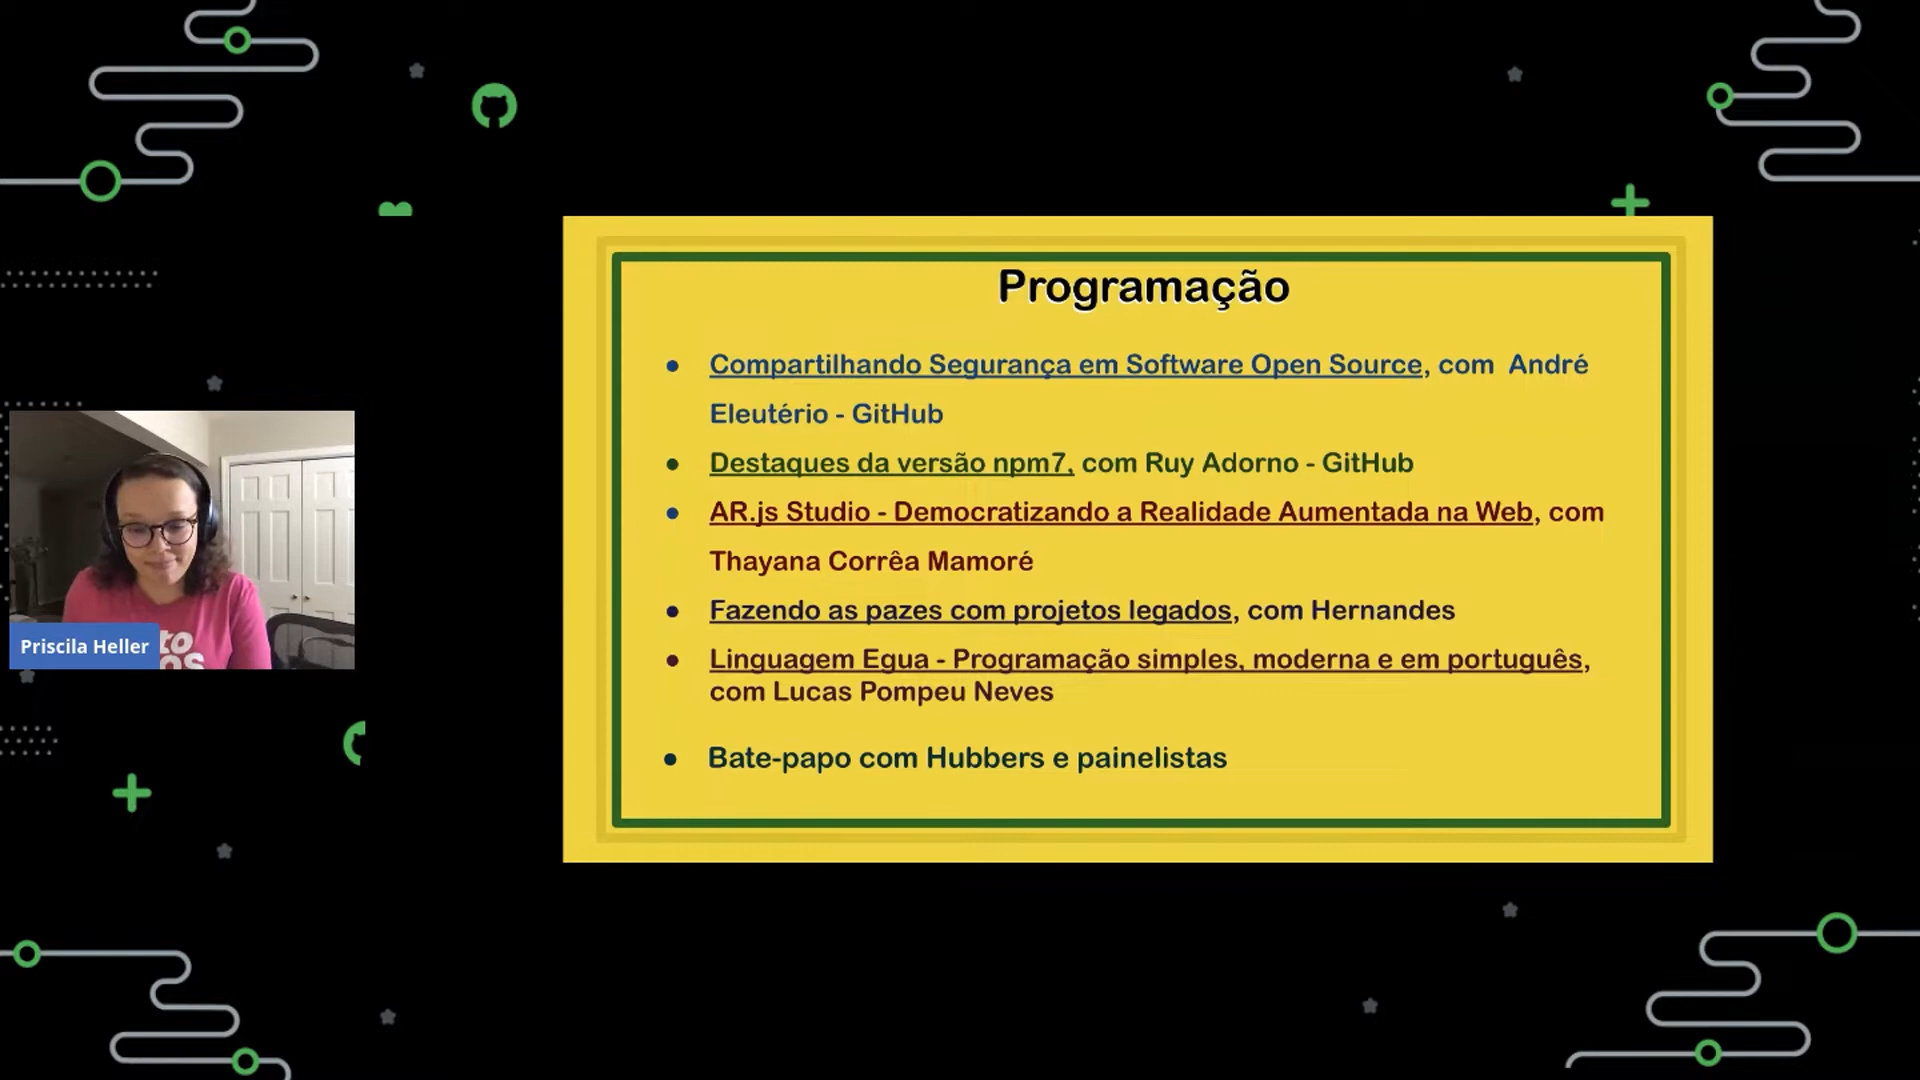 Programação
• Compartilhando Segurança em Software Open Source, com André
Eleutério - GitHub
• Destaques da versão npm7, com Ruy Adorno - GitHub
• AR.js Studio - Democratizando a Realidade Aumentada na Web, com
Thayana Corrêa Mamoré
• Fazendo as pazes com projetos legados, com Hernandes
• Linguagem Egua - Programação simples, moderna e em português,
com Lucas Pompeu Neves
• Bate-papo com Hubbers e painelistas
Priscila Heller